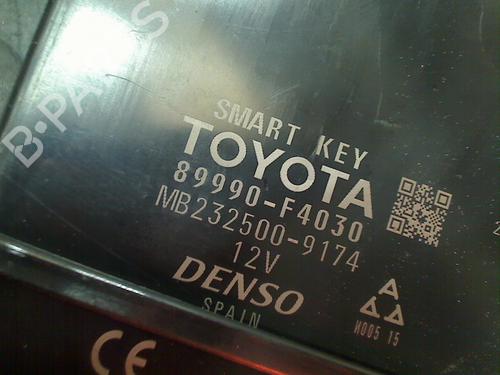 B-PARTS
SMART KEY
TOYOTA
89990-F4030
MB232500-9174
12V
DENSO
SPAIN
A
N005 15
CE